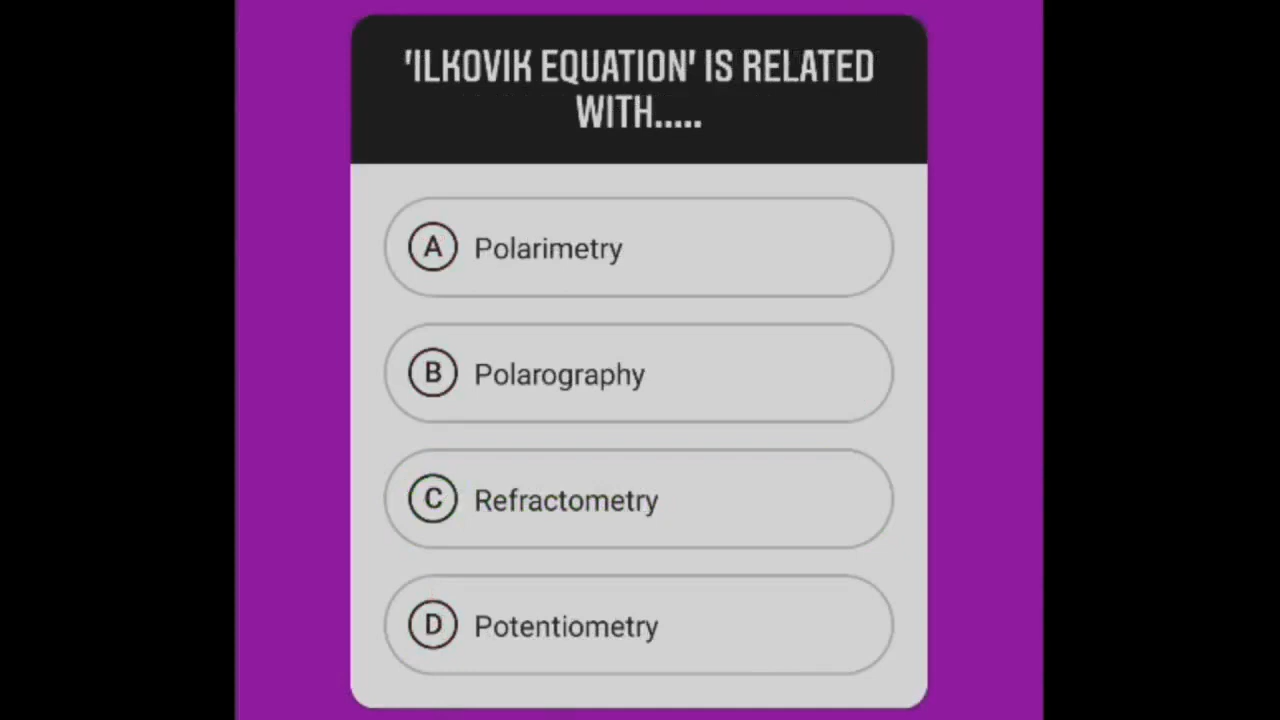 'ILKOVIK EQUATION' IS RELATED
WITH.....
A Polarimetry
B Polarography
C Refractometry
D Potentiometry